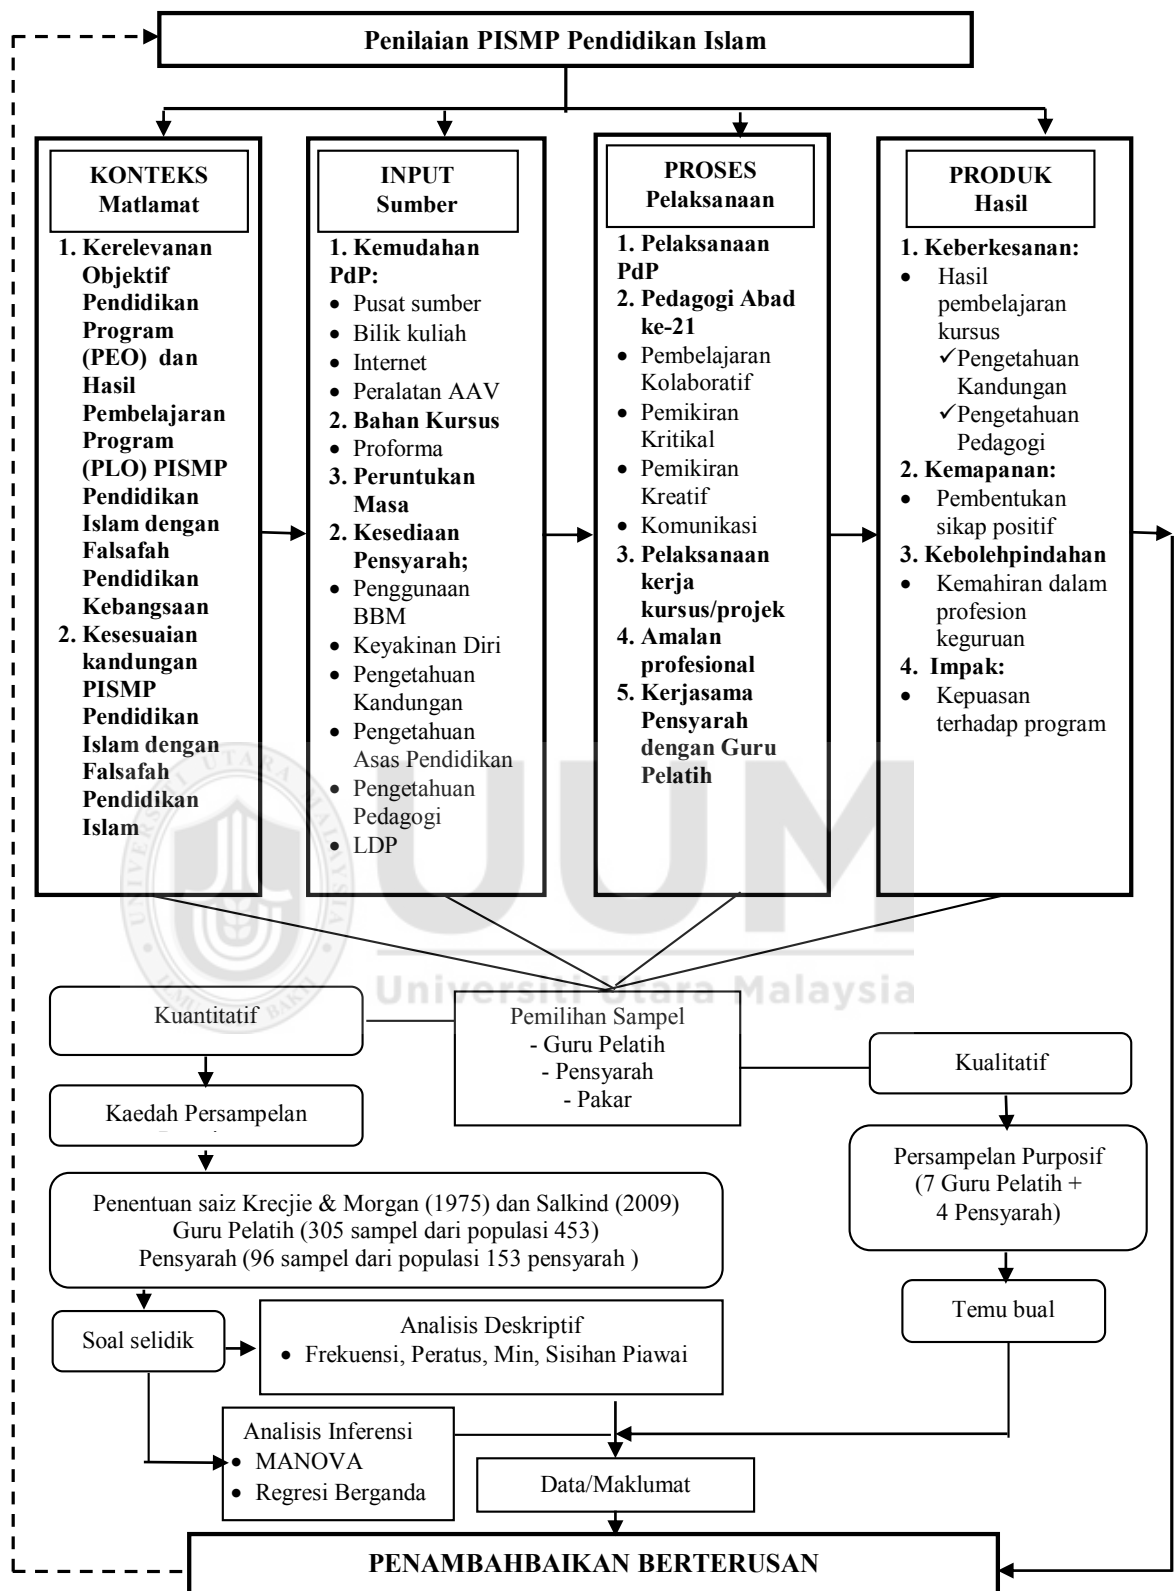 Penilaian PISMP Pendidikan Islam
KONTEKS
Matlamat
1. Kerelevanan
Objektif
Pendidikan
Program
(PEO) dan
Hasil
Pembelajaran
Program
(PLO) PISMP
Pendidikan
Islam dengan
Falsafah
Pendidikan
Kebangsaan
2. Kesesuaian
kandungan
PISMP
Pendidikan
Islam dengan
Falsafah
Pendidikan
Islam
INPUT
Sumber
1. Kemudahan
PdP:
• Pusat sumber
• Bilik kuliah
• Internet
• Peralatan AAV
2. Bahan Kursus
• Proforma
3. Peruntukan
Masa
2. Kesediaan
Pensyarah;
• Penggunaan
BBM
• Keyakinan Diri
• Pengetahuan
Kandungan
• Pengetahuan
Asas Pendidikan
• Pengetahuan
Pedagogi
• LDP
PROSES
Pelaksanaan
1. Pelaksanaan
PdP
2. Pedagogi Abad
ke-21
• Pembelajaran
Kolaboratif
• Pemikiran
Kritikal
• Pemikiran
Kreatif
• Komunikasi
3. Pelaksanaan
kerja
kursus/projek
4. Amalan
profesional
5. Kerjasama
Pensyarah
dengan Guru
Pelatih
PRODUK
Hasil
1. Keberkesanan:
• Hasil
pembelajaran
kursus
✓Pengetahuan
Kandungan
✓Pengetahuan
Pedagogi
2. Kemapanan:
• Pembentukan
sikap positif
3. Kebolehpindahan
• Kemahiran dalam
profesion
keguruan
4. Impak:
• Kepuasan
terhadap program
UNIVERSITI UTARA MALAYSIA
UUM
Universiti Utara Malaysia
Kuantitatif
Pemilihan Sampel
- Guru Pelatih
- Pensyarah
- Pakar
Kualitatif
Kaedah Persampelan
Persampelan Purposif
(7 Guru Pelatih +
4 Pensyarah)
Penentuan saiz Krecjie & Morgan (1975) dan Salkind (2009)
Guru Pelatih (305 sampel dari populasi 453)
Pensyarah (96 sampel dari populasi 153 pensyarah )
Temu bual
Soal selidik
Analisis Deskriptif
• Frekuensi, Peratus, Min, Sisihan Piawai
Analisis Inferensi
• MANOVA
• Regresi Berganda
Data/Maklumat
PENAMBAHBAIKAN BERTERUSAN